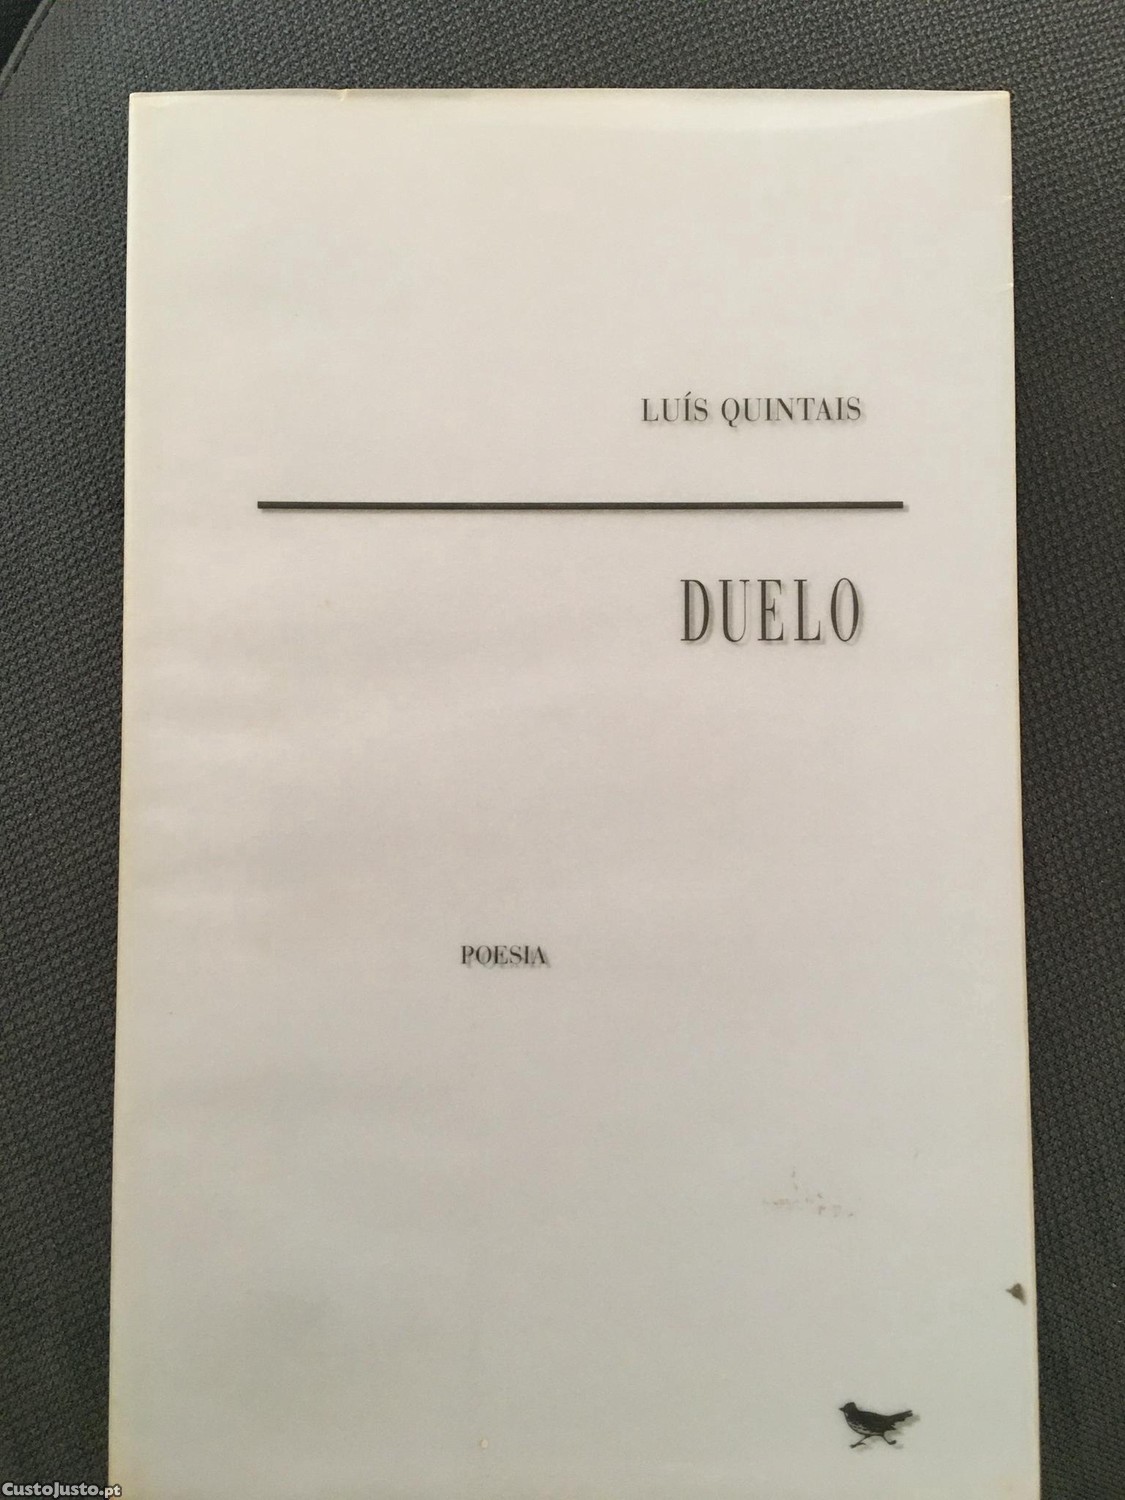 LUÍS QUINTAIS
DUELO
POESIA
CustoJusto.pt